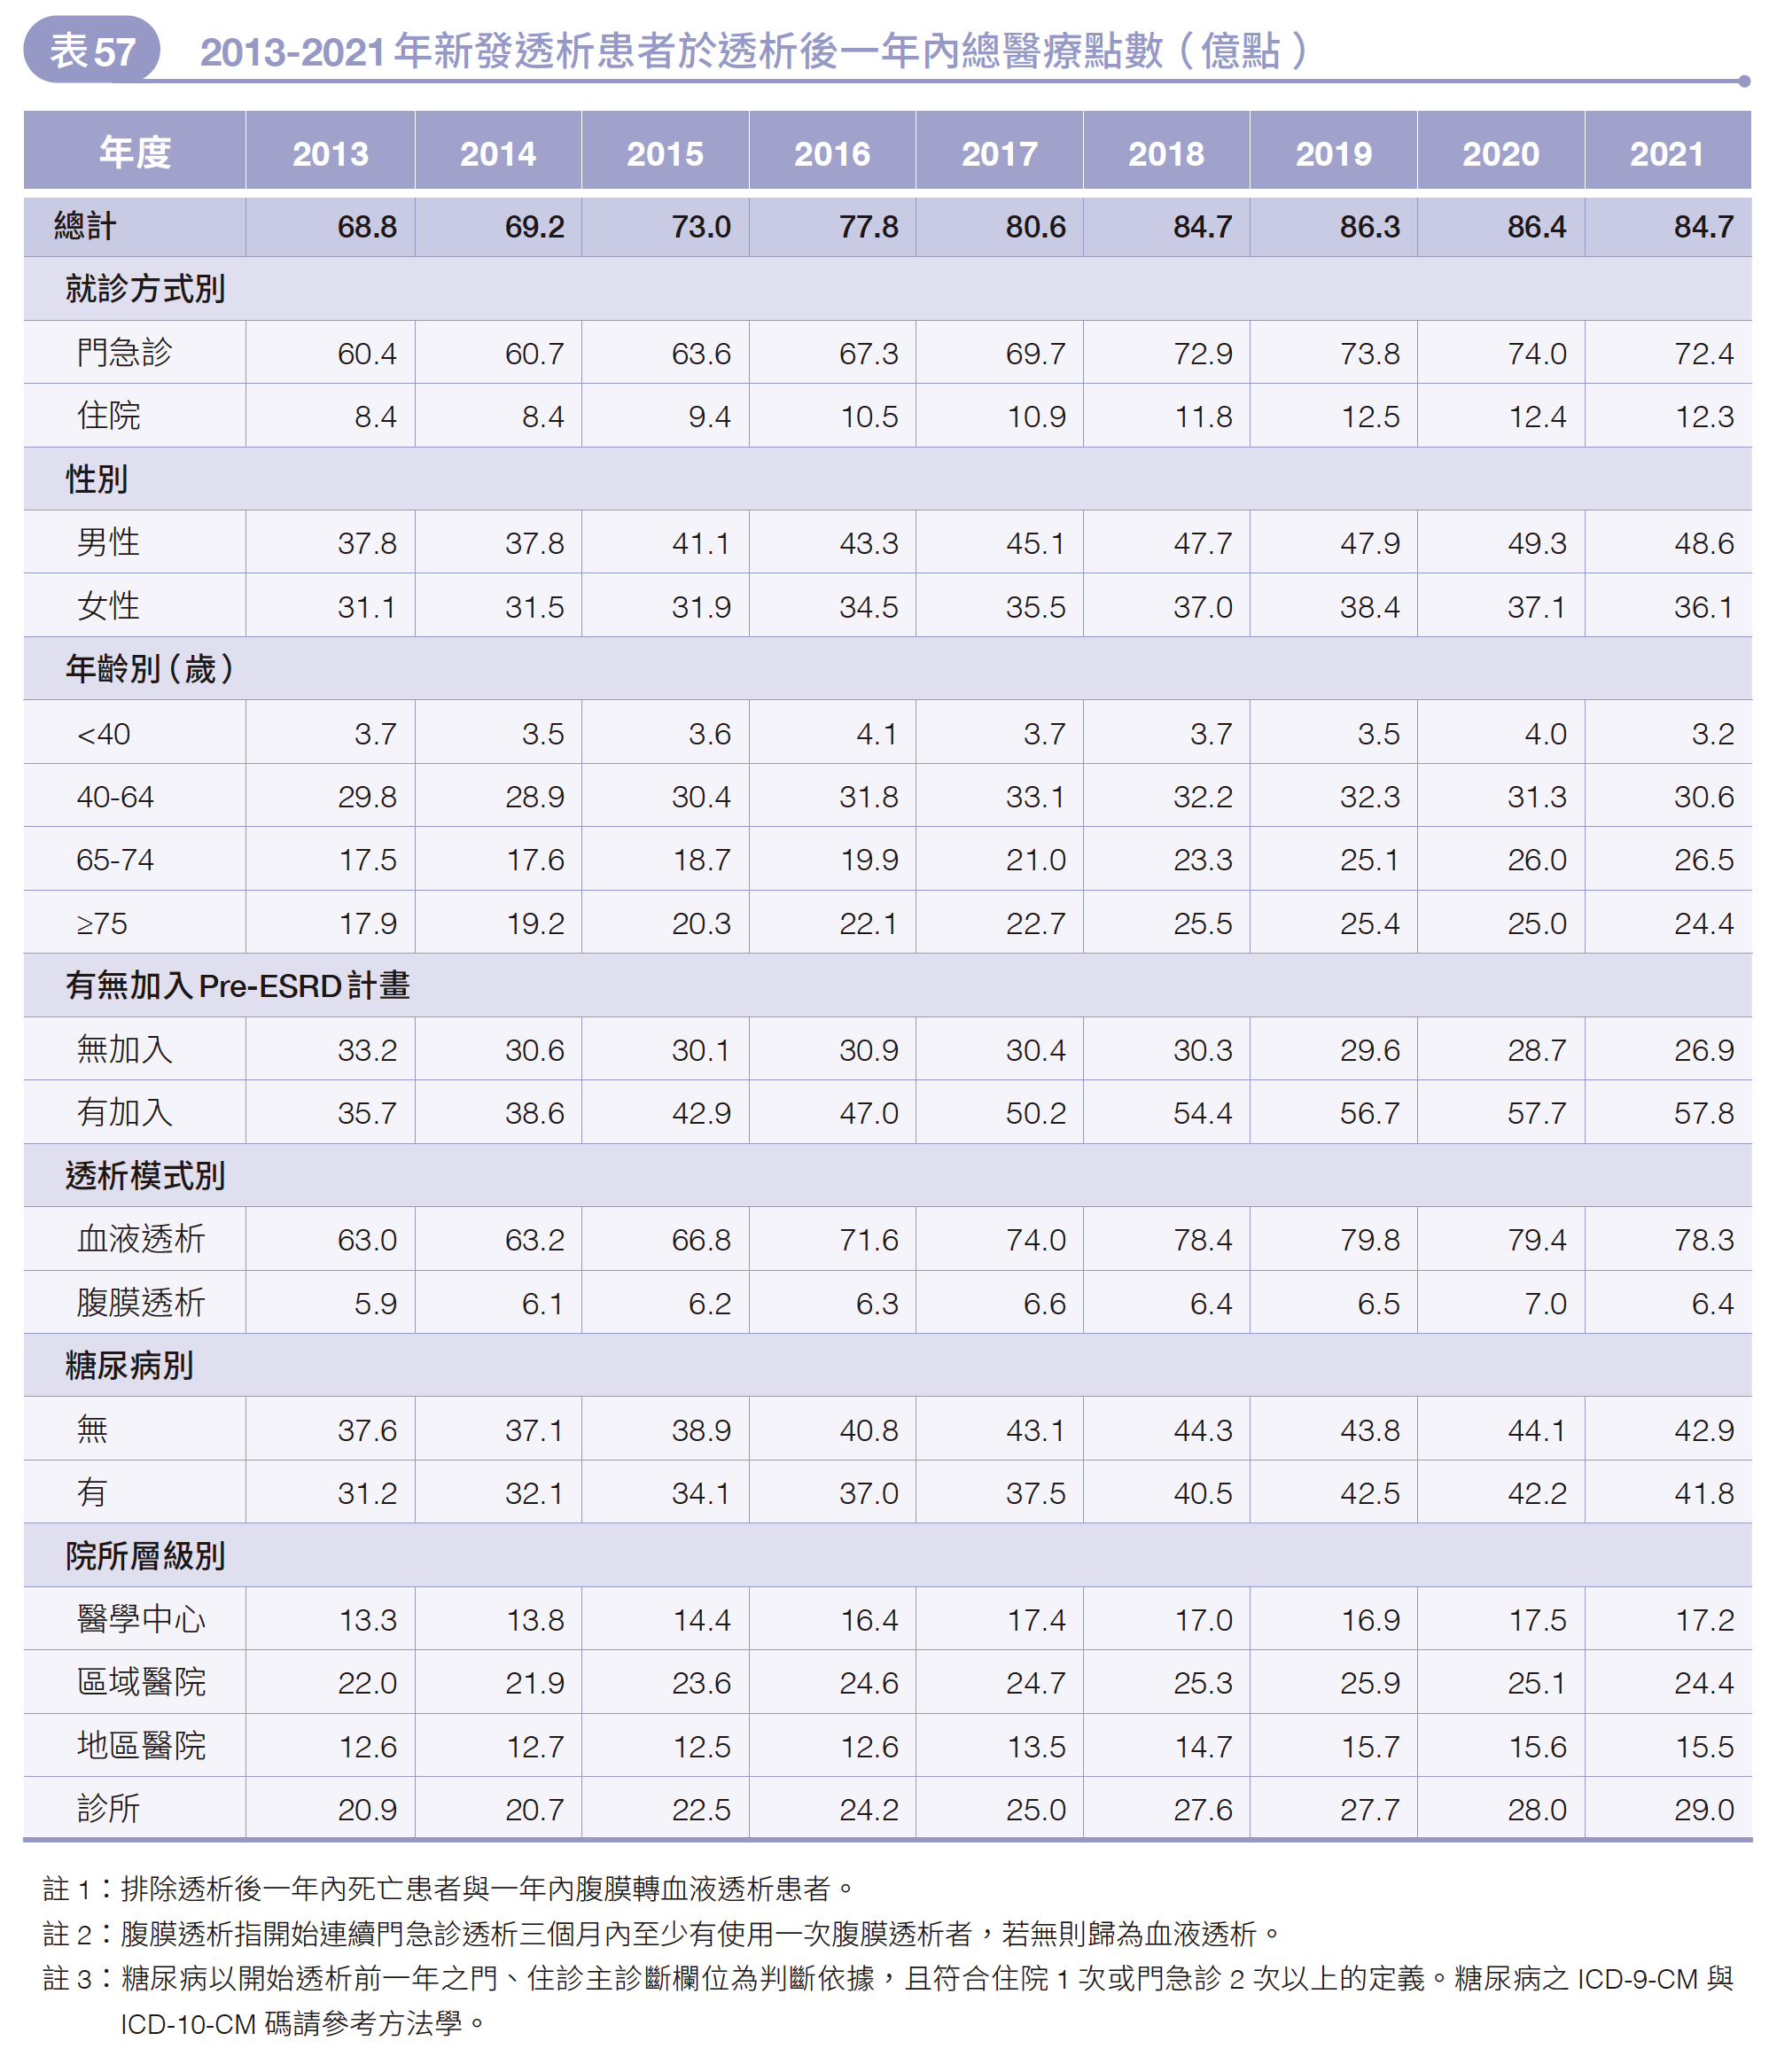 表57 2013-2021年新發透析患者於透析後一年內總醫療點數（億點）
年度 2013 2014 2015 2016 2017 2018 2019 2020 2021
總計 68.8 69.2 73.0 77.8 80.6 84.7 86.3 86.4 84.7
就診方式別
門急診 60.4 60.7 63.6 67.3 69.7 72.9 73.8 74.0 72.4
住院 8.4 8.4 9.4 10.5 10.9 11.8 12.5 12.4 12.3
性別
男性 37.8 37.8 41.1 43.3 45.1 47.7 47.9 49.3 48.6
女性 31.1 31.5 31.9 34.5 35.5 37.0 38.4 37.1 36.1
年齡別（歲）
<40 3.7 3.5 3.6 4.1 3.7 3.7 3.5 4.0 3.2
40-64 29.8 28.9 30.4 31.8 33.1 32.2 32.3 31.3 30.6
65-74 17.5 17.6 18.7 19.9 21.0 23.3 25.1 26.0 26.5
≥75 17.9 19.2 20.3 22.1 22.7 25.5 25.4 25.0 24.4
有無加入Pre-ESRD計畫
無加入 33.2 30.6 30.1 30.9 30.4 30.3 29.6 28.7 26.9
有加入 35.7 38.6 42.9 47.0 50.2 54.4 56.7 57.7 57.8
透析模式別
血液透析 63.0 63.2 66.8 71.6 74.0 78.4 79.8 79.4 78.3
腹膜透析 5.9 6.1 6.2 6.3 6.6 6.4 6.5 7.0 6.4
糖尿病別
無 37.6 37.1 38.9 40.8 43.1 44.3 43.8 44.1 42.9
有 31.2 32.1 34.1 37.0 37.5 40.5 42.5 42.2 41.8
院所層級別
醫學中心 13.3 13.8 14.4 16.4 17.4 17.0 16.9 17.5 17.2
區域醫院 22.0 21.9 23.6 24.6 24.7 25.3 25.9 25.1 24.4
地區醫院 12.6 12.7 12.5 12.6 13.5 14.7 15.7 15.6 15.5
診所 20.9 20.7 22.5 24.2 25.0 27.6 27.7 28.0 29.0
註1：排除透析後一年內死亡患者與一年內腹膜轉血液透析患者。
註2：腹膜透析指開始連續門急診透析三個月內至少有使用一次腹膜透析者，若無則歸為血液透析。
註3：糖尿病以開始透析前一年之門、住診主診斷欄位為判斷依據，且符合住院1次或門急診2次以上的定義。糖尿病之ICD-9-CM與
ICD-10-CM碼請參考方法學。